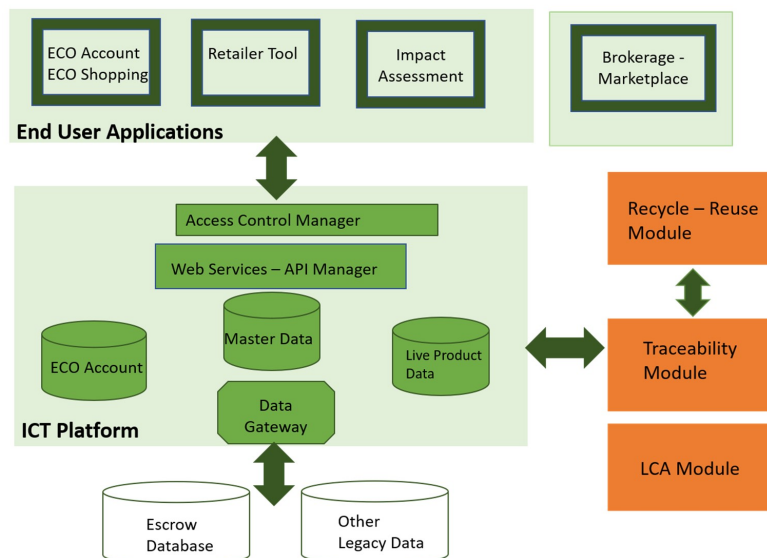 ECO Account
ECO Shopping
Retailer Tool
Impact
Assessment
Brokerage -
Marketplace
End User Applications
Access Control Manager
Web Services – API Manager
Master Data
ECO Account
Live Product
Data
Data
Gateway
ICT Platform
Recycle – Reuse
Module
Traceability
Module
LCA Module
Escrow
Database
Other
Legacy Data